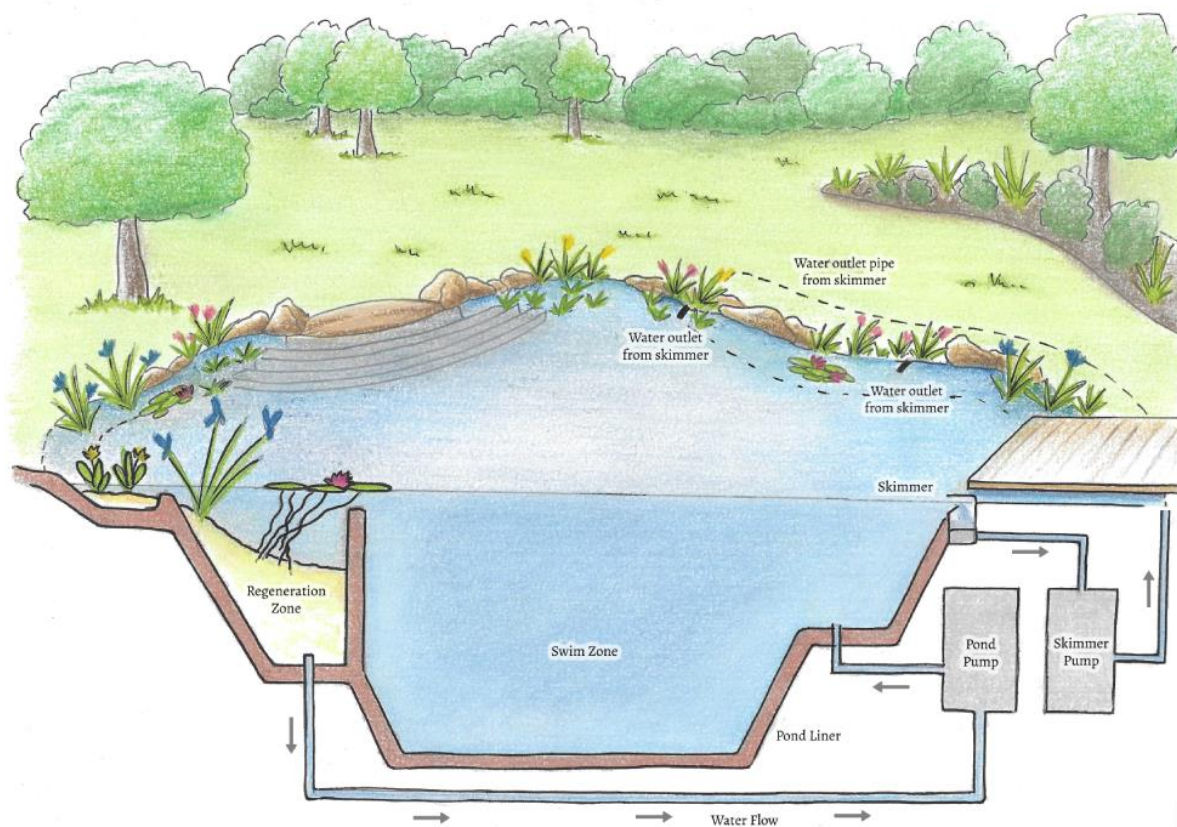 Water outlet pipe
from skimmer
Water outlet
from skimmer
Water outlet
from skimmer
Skimmer
Regeneration
Zone
Swim Zone
Pond
Pump
Skimmer
Pump
Pond Liner
Water Flow